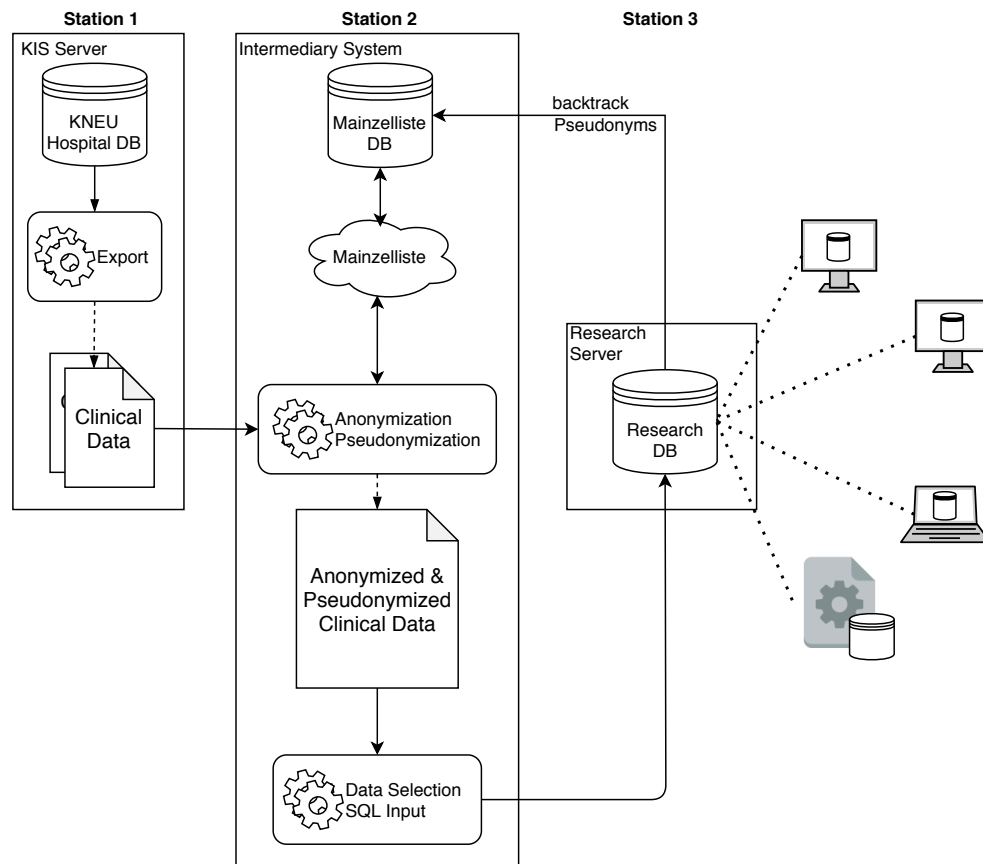 Station 1
Station 2
Station 3
KIS Server
KNEU
Hospital DB
Export
Clinical
Data
Intermediary System
Mainzelliste
DB
Mainzelliste
Anonymization
Pseudonymization
Anonymized &
Pseudonymized
Clinical Data
Data Selection
SQL Input
backtrack
Pseudonyms
Research
Server
Research
DB